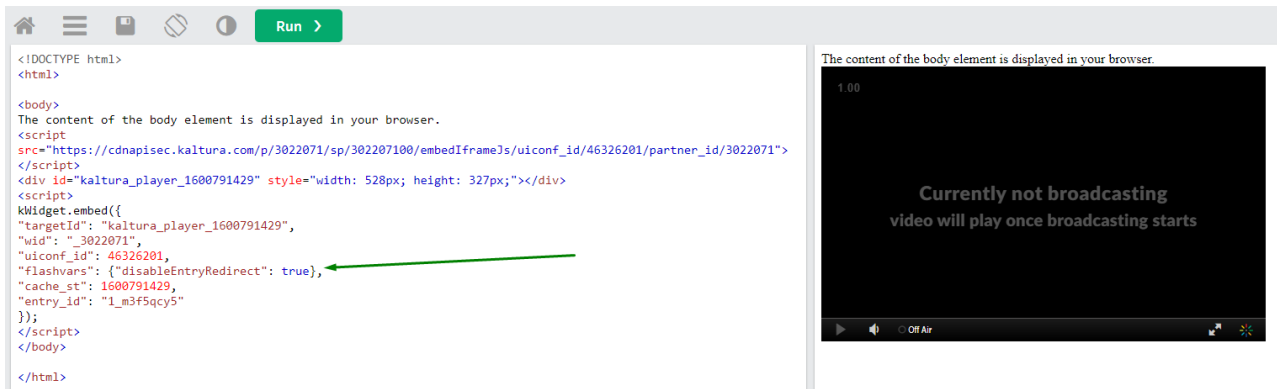 Run ❯
<!DOCTYPE html>
<html>
<body>
The content of the body element is displayed in your browser.
<script
src="https://cdnapisec.kaltura.com/p/3022071/sp/302207100/embedIframeJs/uiconf_id/46326201/partner_id/3022071">
</script>
<div id="kaltura_player_1600791429" style="width: 528px; height: 327px;"></div>
<script>
kWidget.embed({
"targetId": "kaltura_player_1600791429",
"wid": "_3022071",
"uiconf_id": 46326201,
"flashvars": {"disableEntryRedirect": true},
"cache_st": 1600791429,
"entry_id": "1_m3f5qcy5"
});
</script>
</body>
</html>
The content of the body element is displayed in your browser.
1.00
Currently not broadcasting
video will play once broadcasting starts
Off Air